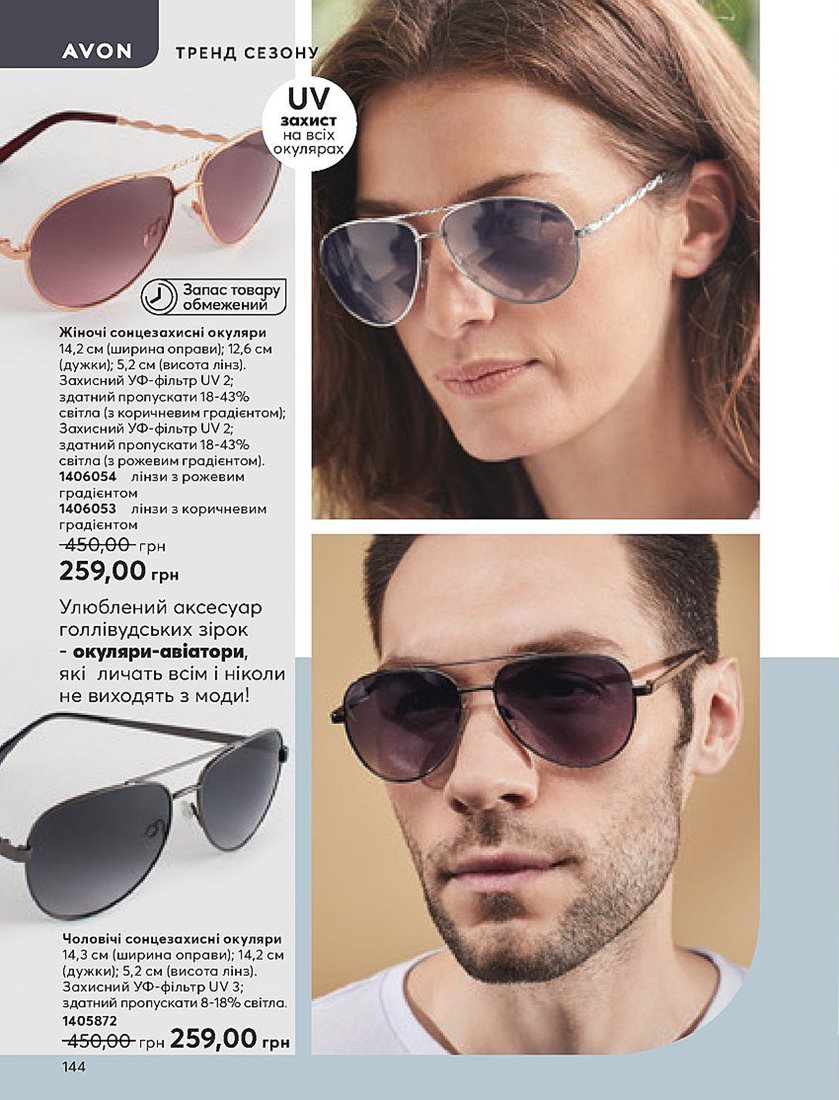 AVON
ТРЕНД СЕЗОНУ
UV
захист
на всіх
окулярах
Запас товару
обмежений
Жіночі сонцезахисні окуляри
14,2 см (ширина оправи); 12,6 см
(дужки); 5,2 см (висота лінз).
Захисний УФ-фільтр UV 2;
здатний пропускати 18-43%
світла (з коричневим градієнтом);
Захисний УФ-фільтр UV 2;
здатний пропускати 18-43%
світла (з рожевим градієнтом).
1406054 лінзи з рожевим
градієнтом
1406053 лінзи з коричневим
градієнтом
450,00 грн
259,00 грн
Улюблений аксесуар
голлівудських зірок
- окуляри-авіатори,
які личать всім і ніколи
не виходять з моди!
Чоловічі сонцезахисні окуляри
14,3 см (ширина оправи); 14,2 см
(дужки); 5,2 см (висота лінз).
Захисний УФ-фільтр UV 3;
здатний пропускати 8-18% світла.
1405872
450,00 грн 259,00 грн
144